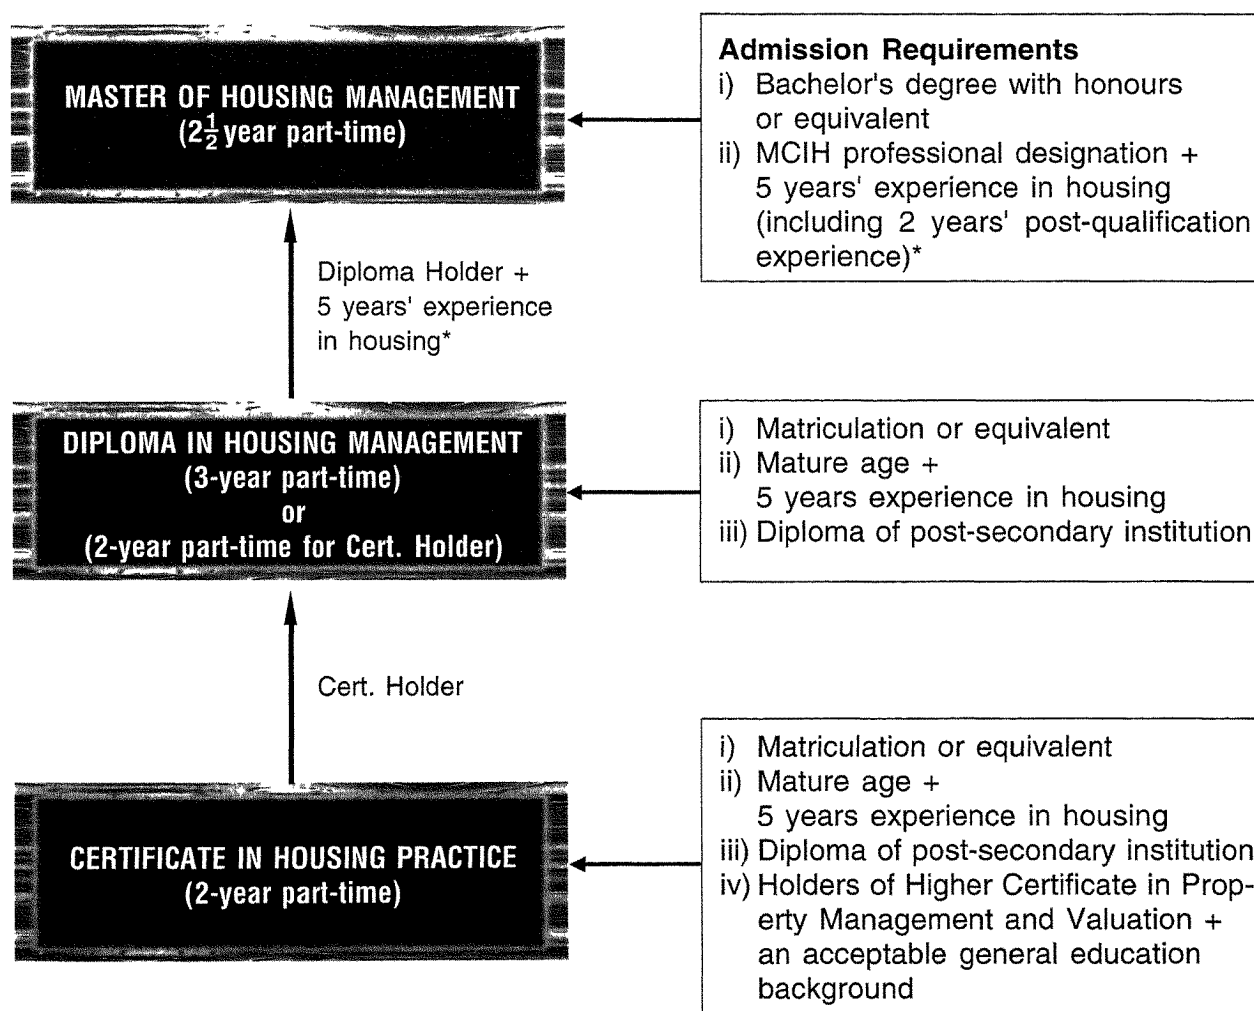 MASTER OF HOUSING MANAGEMENT
(2½ year part-time)
Admission Requirements
i) Bachelor's degree with honours
or equivalent
ii) MCIH professional designation +
5 years' experience in housing
(including 2 years' post-qualification
experience)*
Diploma Holder +
5 years' experience
in housing*
DIPLOMA IN HOUSING MANAGEMENT
(3-year part-time)
or
(2-year part-time for Cert. Holder)
i) Matriculation or equivalent
ii) Mature age +
5 years experience in housing
iii) Diploma of post-secondary institution
Cert. Holder
CERTIFICATE IN HOUSING PRACTICE
(2-year part-time)
i) Matriculation or equivalent
ii) Mature age +
5 years experience in housing
iii) Diploma of post-secondary institution
iv) Holders of Higher Certificate in Prop-
erty Management and Valuation +
an acceptable general education
background